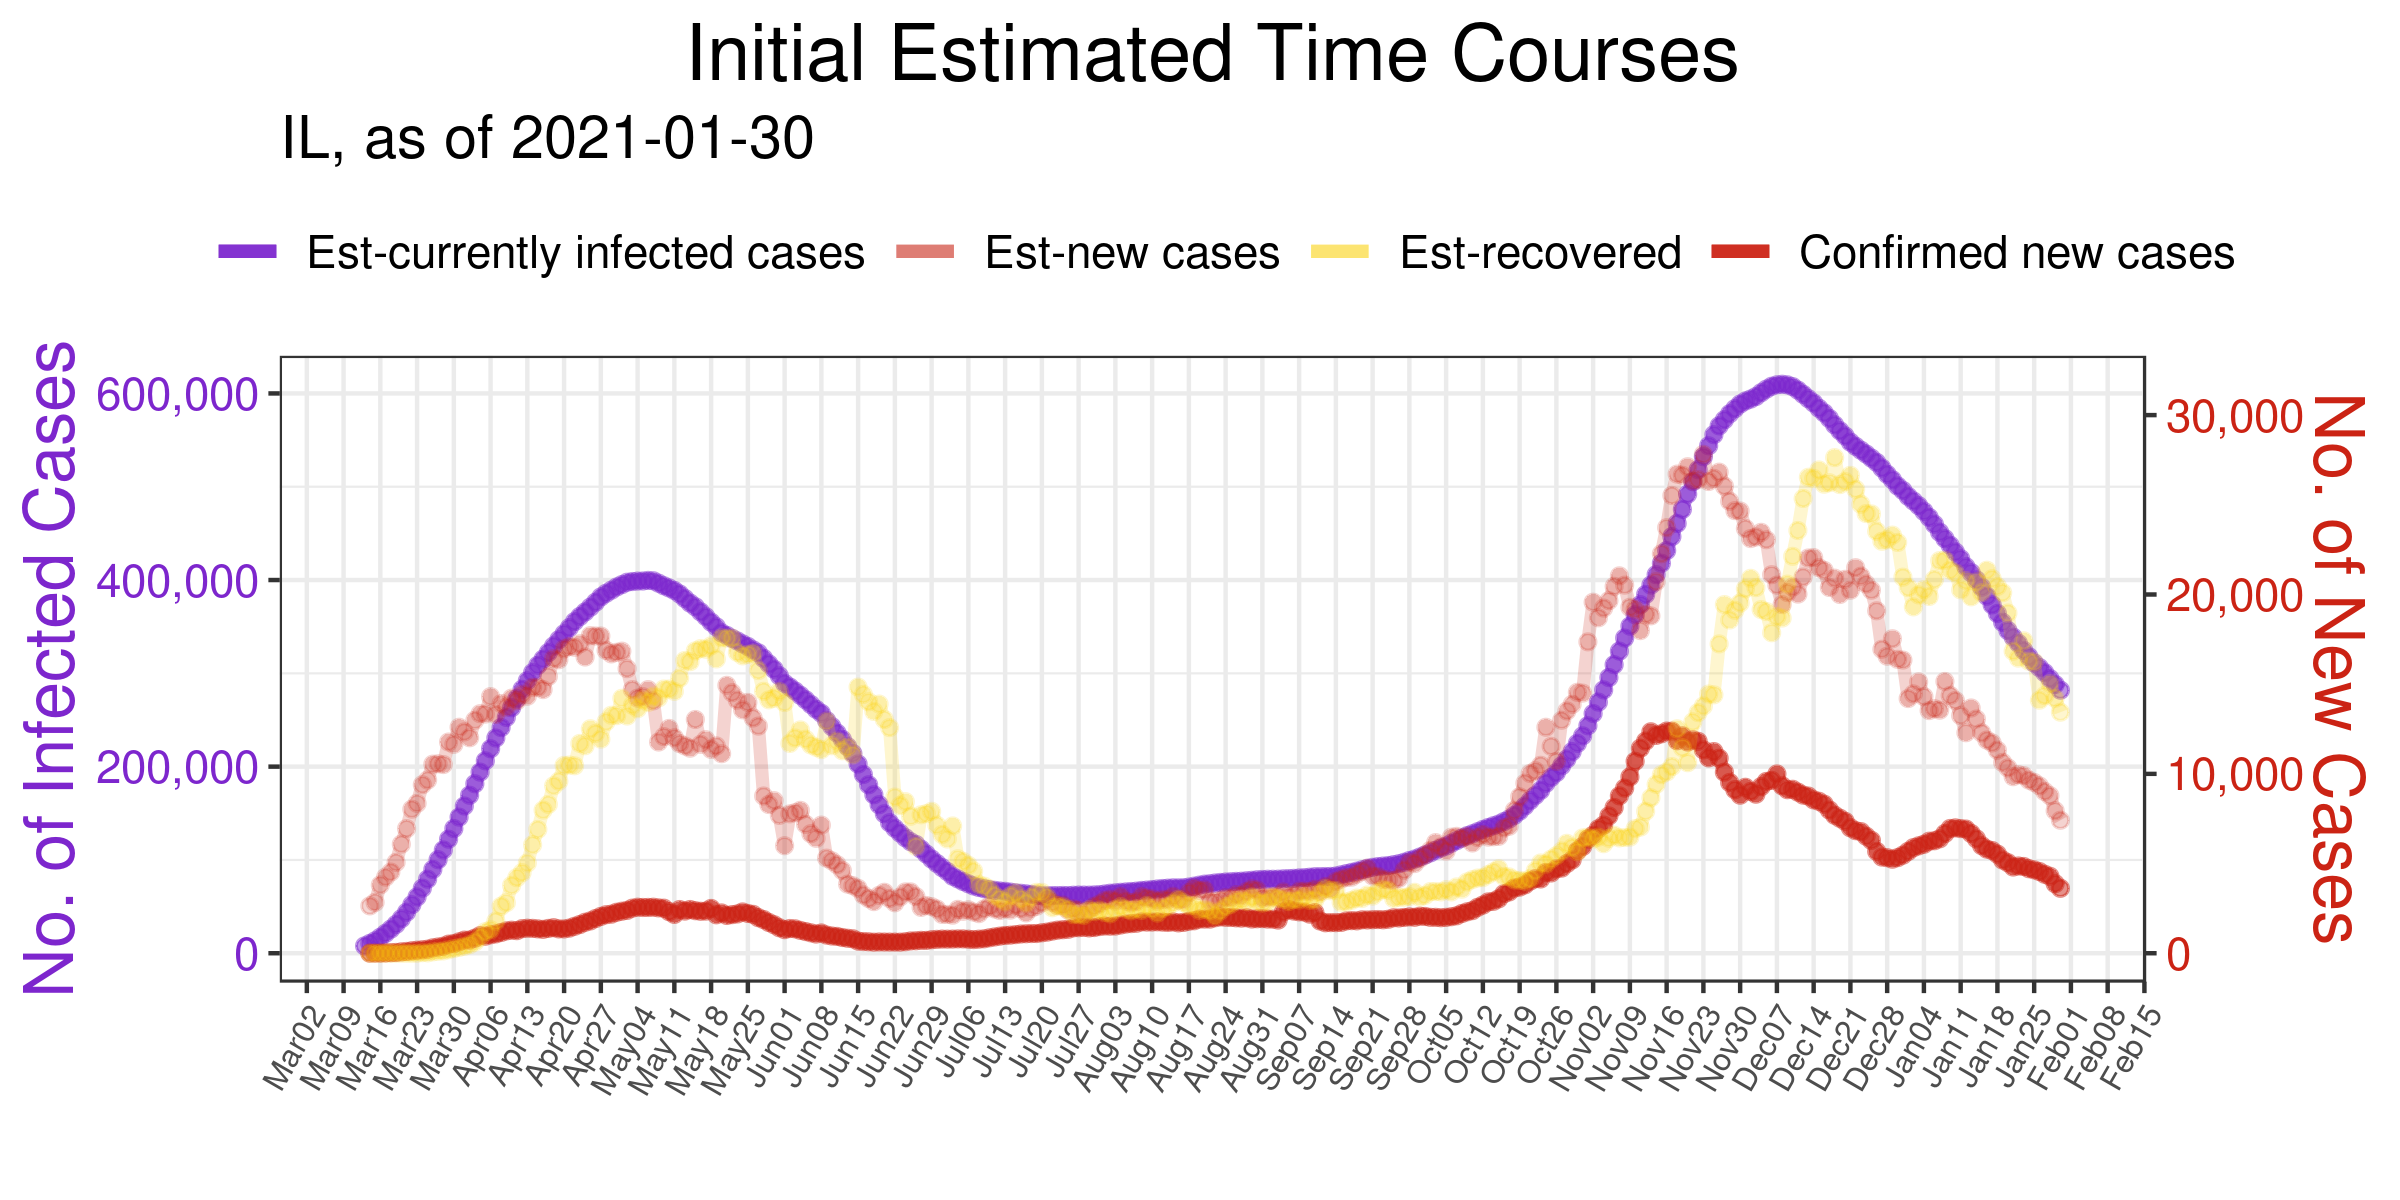 Initial Estimated Time Courses
IL, as of 2021-01-30
Est-currently infected cases Est-new cases Est-recovered Confirmed new cases
No. of Infected Cases
600,000
400,000
200,000
0
30,000
20,000
10,000
0
No. of New Cases
Mar02 Mar09 Mar16 Mar23 Mar30 Apr06 Apr13 Apr20 Apr27 May04 May11 May18 May25 Jun01 Jun08 Jun15 Jun22 Jun29 Jul06 Jul13 Jul20 Jul27 Aug03 Aug10 Aug17 Aug24 Aug31 Sep07 Sep14 Sep21 Sep28 Oct05 Oct12 Oct19 Oct26 Nov02 Nov09 Nov16 Nov23 Nov30 Dec07 Dec14 Dec21 Dec28 Jan04 Jan11 Jan18 Jan25 Feb01 Feb08 Feb15